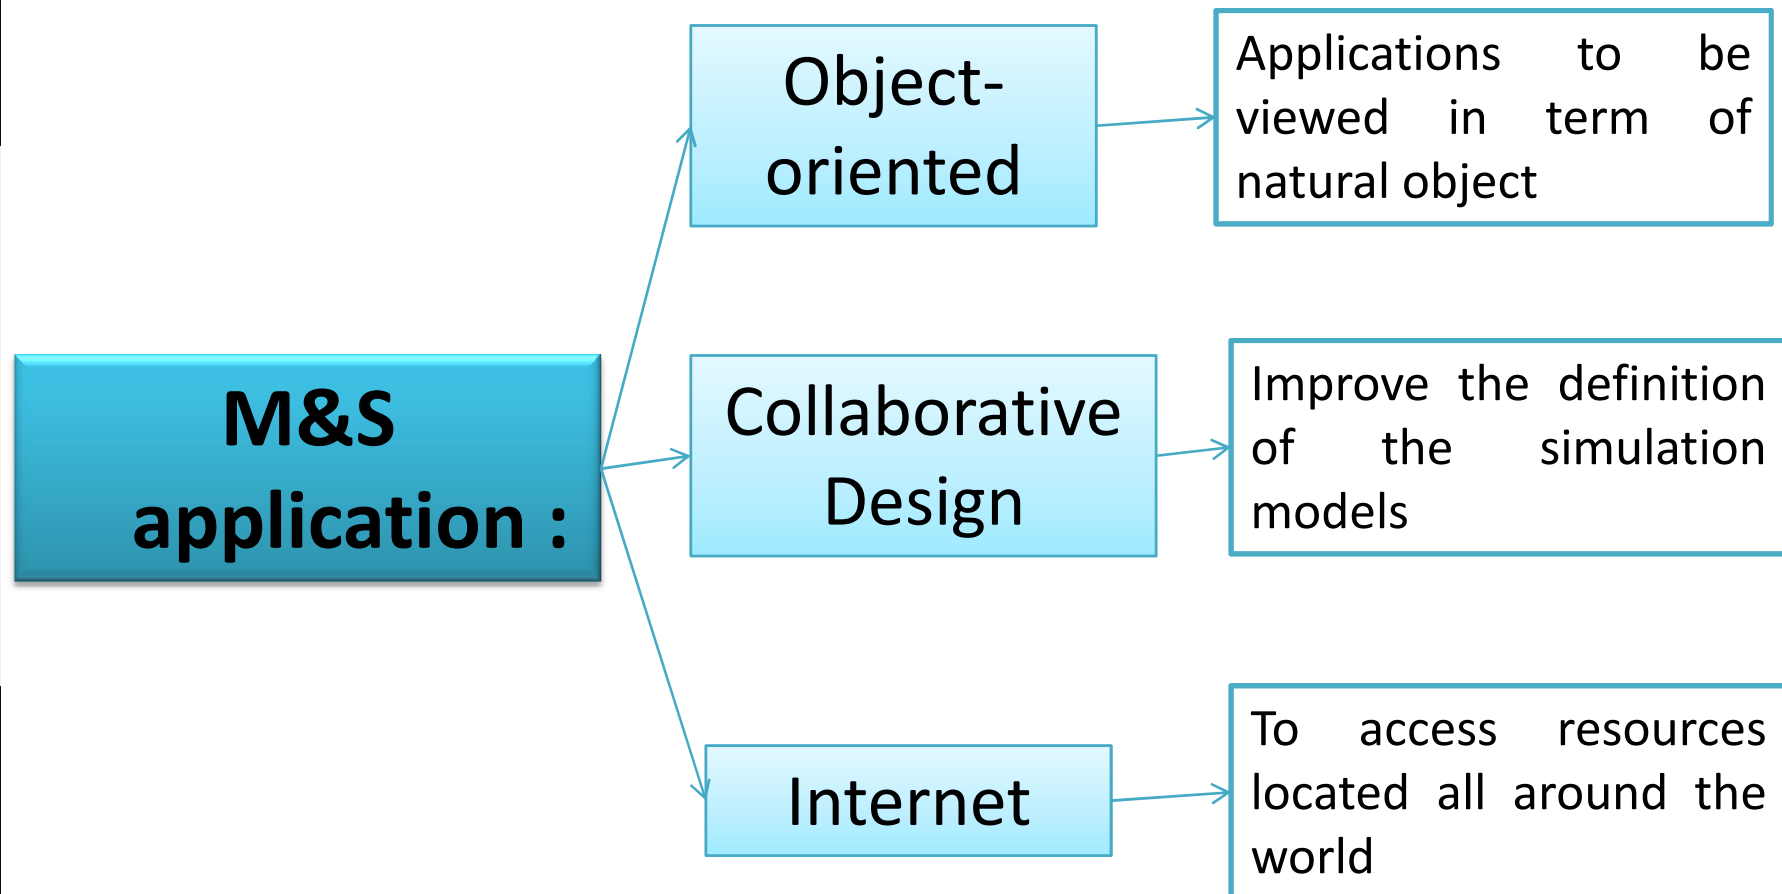 M&S
application :
Object-
oriented
Applications to be
viewed in term of
natural object
Collaborative
Design
Improve the definition
of the simulation
models
Internet
To access resources
located all around the
world